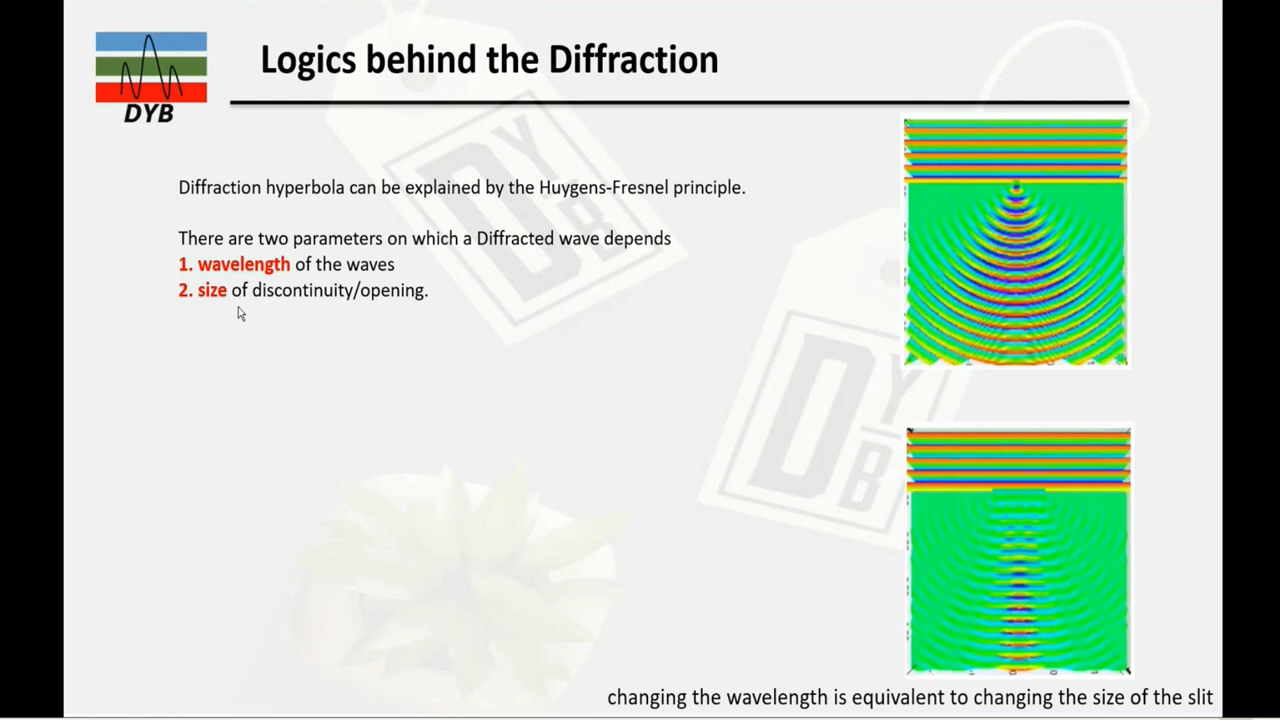 Logics behind the Diffraction
DYB
Diffraction hyperbola can be explained by the Huygens-Fresnel principle.
There are two parameters on which a Diffracted wave depends
1. wavelength of the waves
2. size of discontinuity/opening.
DYB
DYB
changing the wavelength is equivalent to changing the size of the slit